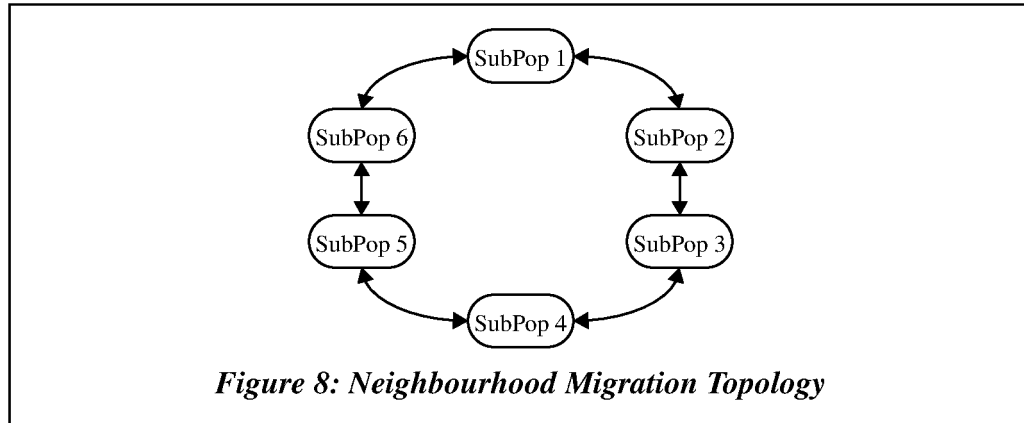 SubPop 1
SubPop 6
SubPop 2
SubPop 5
SubPop 3
SubPop 4
Figure 8: Neighbourhood Migration Topology